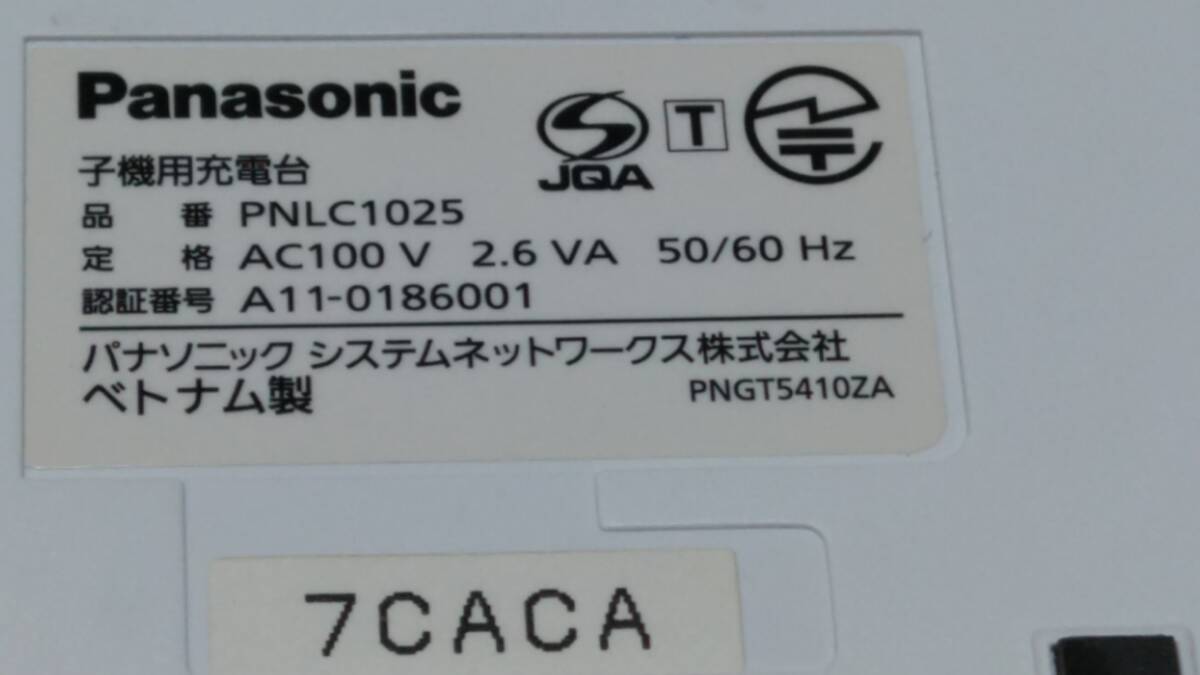 Panasonic
JQA
T
子機用充電台
品番 PNLC1025
定格 AC100 V 2.6 VA 50/60 Hz
認証番号 A11-0186001
パナソニック システムネットワークス株式会社
ベトナム製 PNGT5410ZA
7CACA